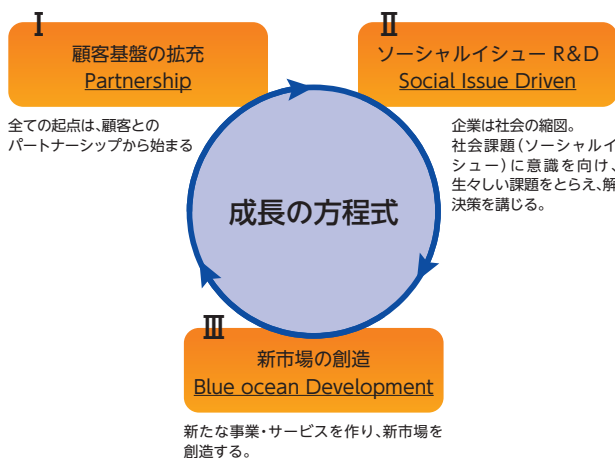 Ⅰ
顧客基盤の拡充
Partnership
全ての起点は、顧客との
パートナーシップから始まる
Ⅱ
ソーシャルイシュー R&D
Social Issue Driven
企業は社会の縮図。
社会課題(ソーシャルイ
シュー)に意識を向け、
生々しい課題をとらえ、解
決策を講じる。
成長の方程式
Ⅲ
新市場の創造
Blue ocean Development
新たな事業・サービスを作り、新市場を
創造する。